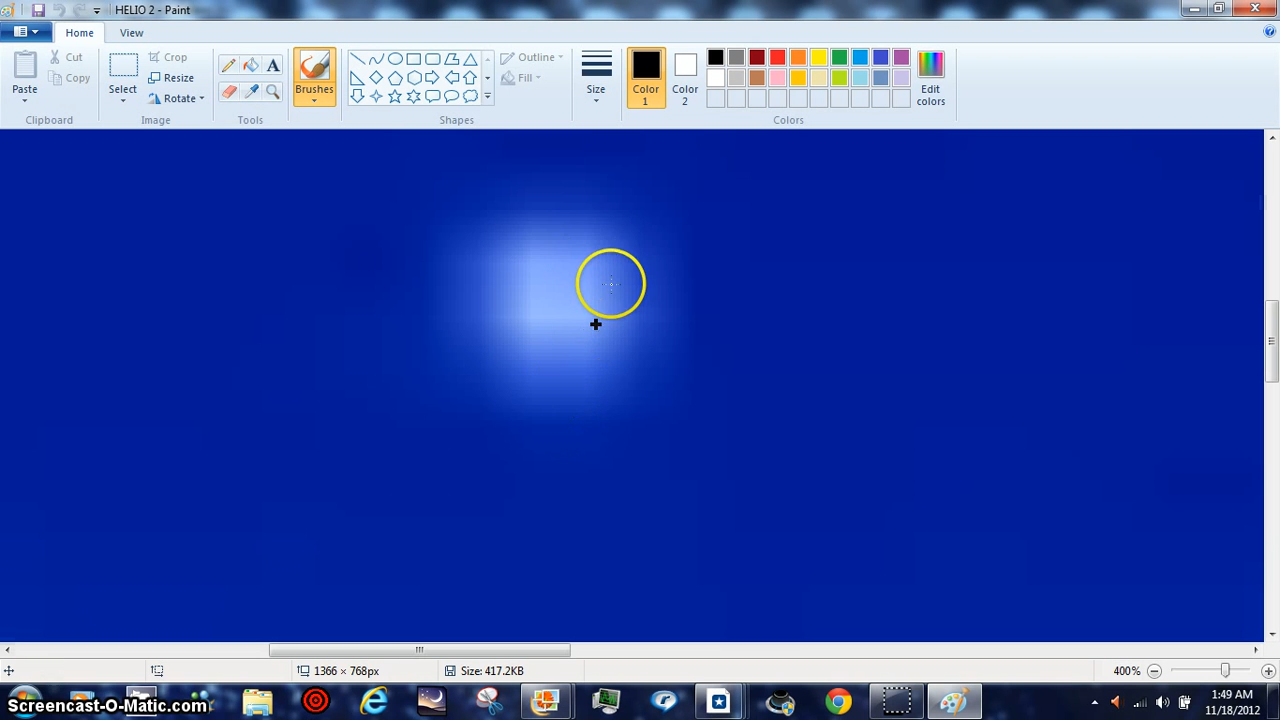 HELIO 2 - Paint
Home
View
Paste
Cut
Copy
Clipboard
Select
Crop
Resize
Rotate
Image
A
Tools
Brushes
Outline
Fill
Shapes
Size
Color 1
Color 2
Edit colors
Colors
1366 × 768px
Size: 417.2KB
400%
Screencast-O-Matic.com
1:49 AM
11/18/2012